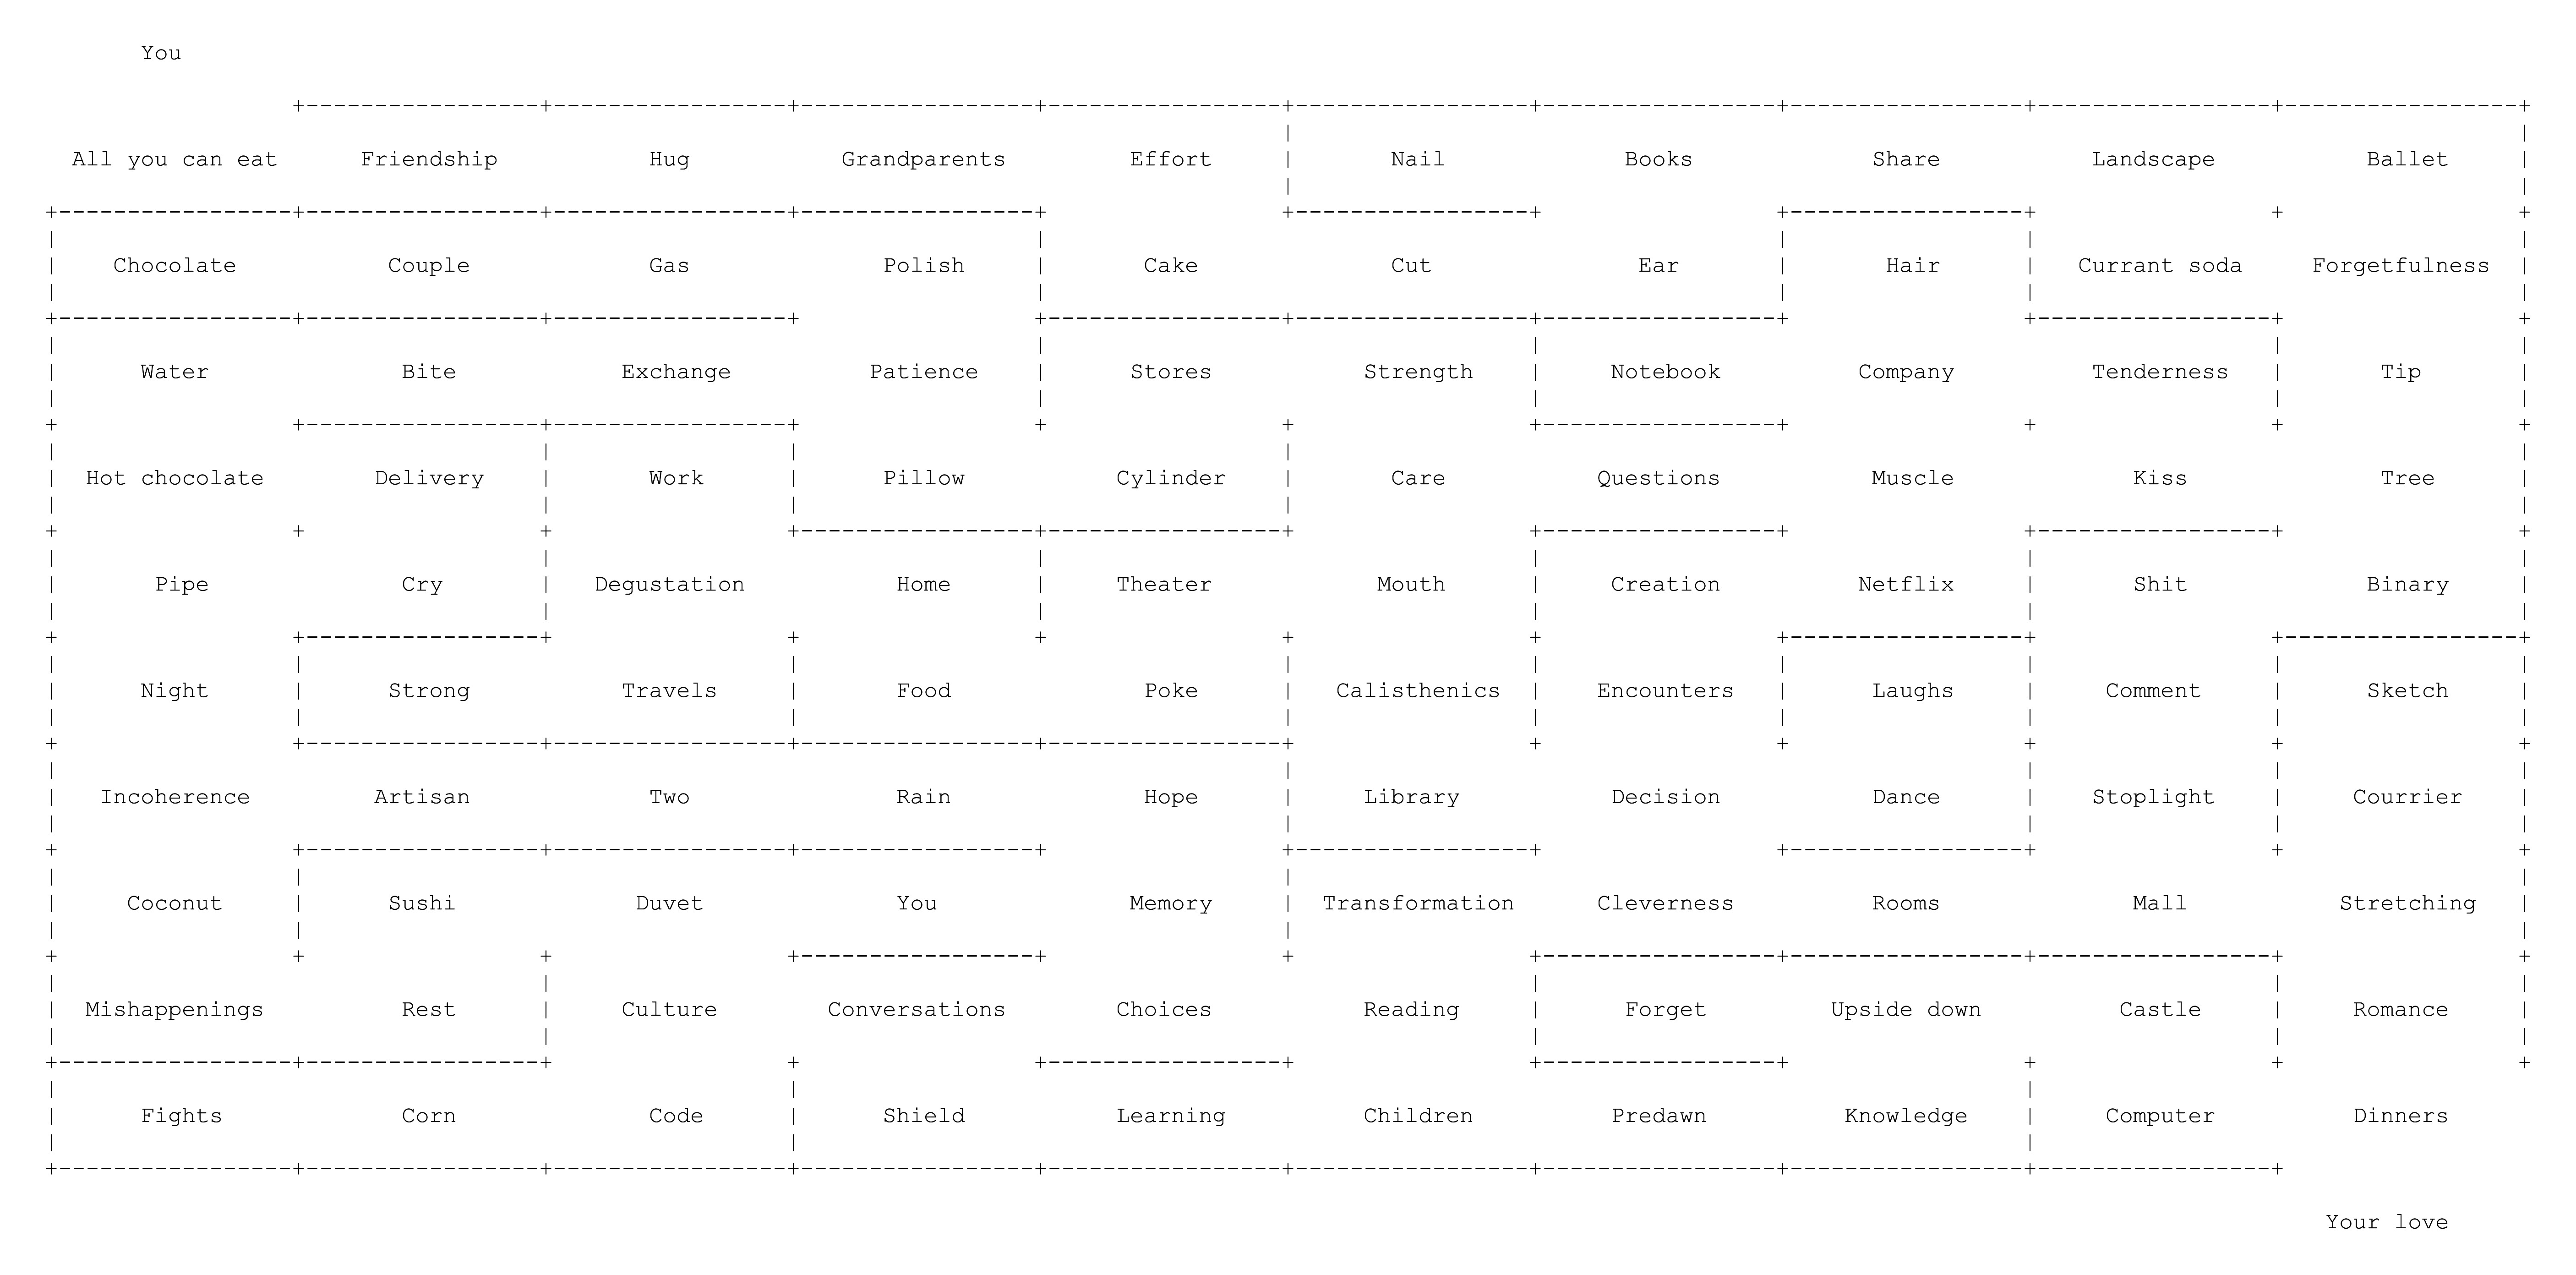 You
All you can eat Friendship Hug Grandparents Effort Nail Books Share Landscape Ballet
Chocolate Couple Gas Polish Cake Cut Ear Hair Currant soda Forgetfulness
Water Bite Exchange Patience Stores Strength Notebook Company Tenderness Tip
Hot chocolate Delivery Work Pillow Cylinder Care Questions Muscle Kiss Tree
Pipe Cry Degustation Home Theater Mouth Creation Netflix Shit Binary
Night Strong Travels Food Poke Calisthenics Encounters Laughs Comment Sketch
Incoherence Artisan Two Rain Hope Library Decision Dance Stoplight Courrier
Coconut Sushi Duvet You Memory Transformation Cleverness Rooms Mall Stretching
Mishappenings Rest Culture Conversations Choices Reading Forget Upside down Castle Romance
Fights Corn Code Shield Learning Children Predawn Knowledge Computer Dinners
Your love